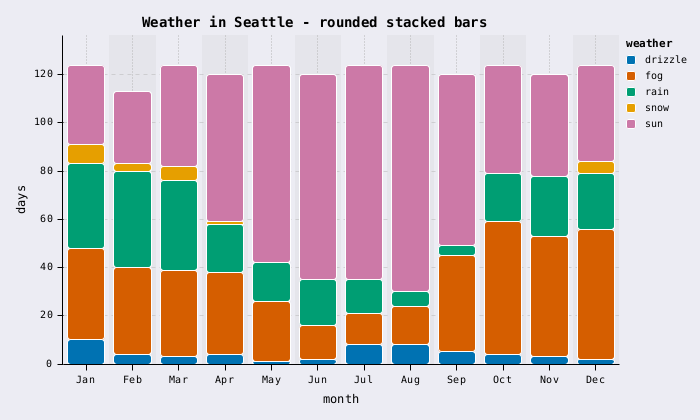 Weather in Seattle - rounded stacked bars
weather
drizzle
fog
rain
snow
sun
days
120
100
80
60
40
20
0
Jan Feb Mar Apr May Jun Jul Aug Sep Oct Nov Dec
month